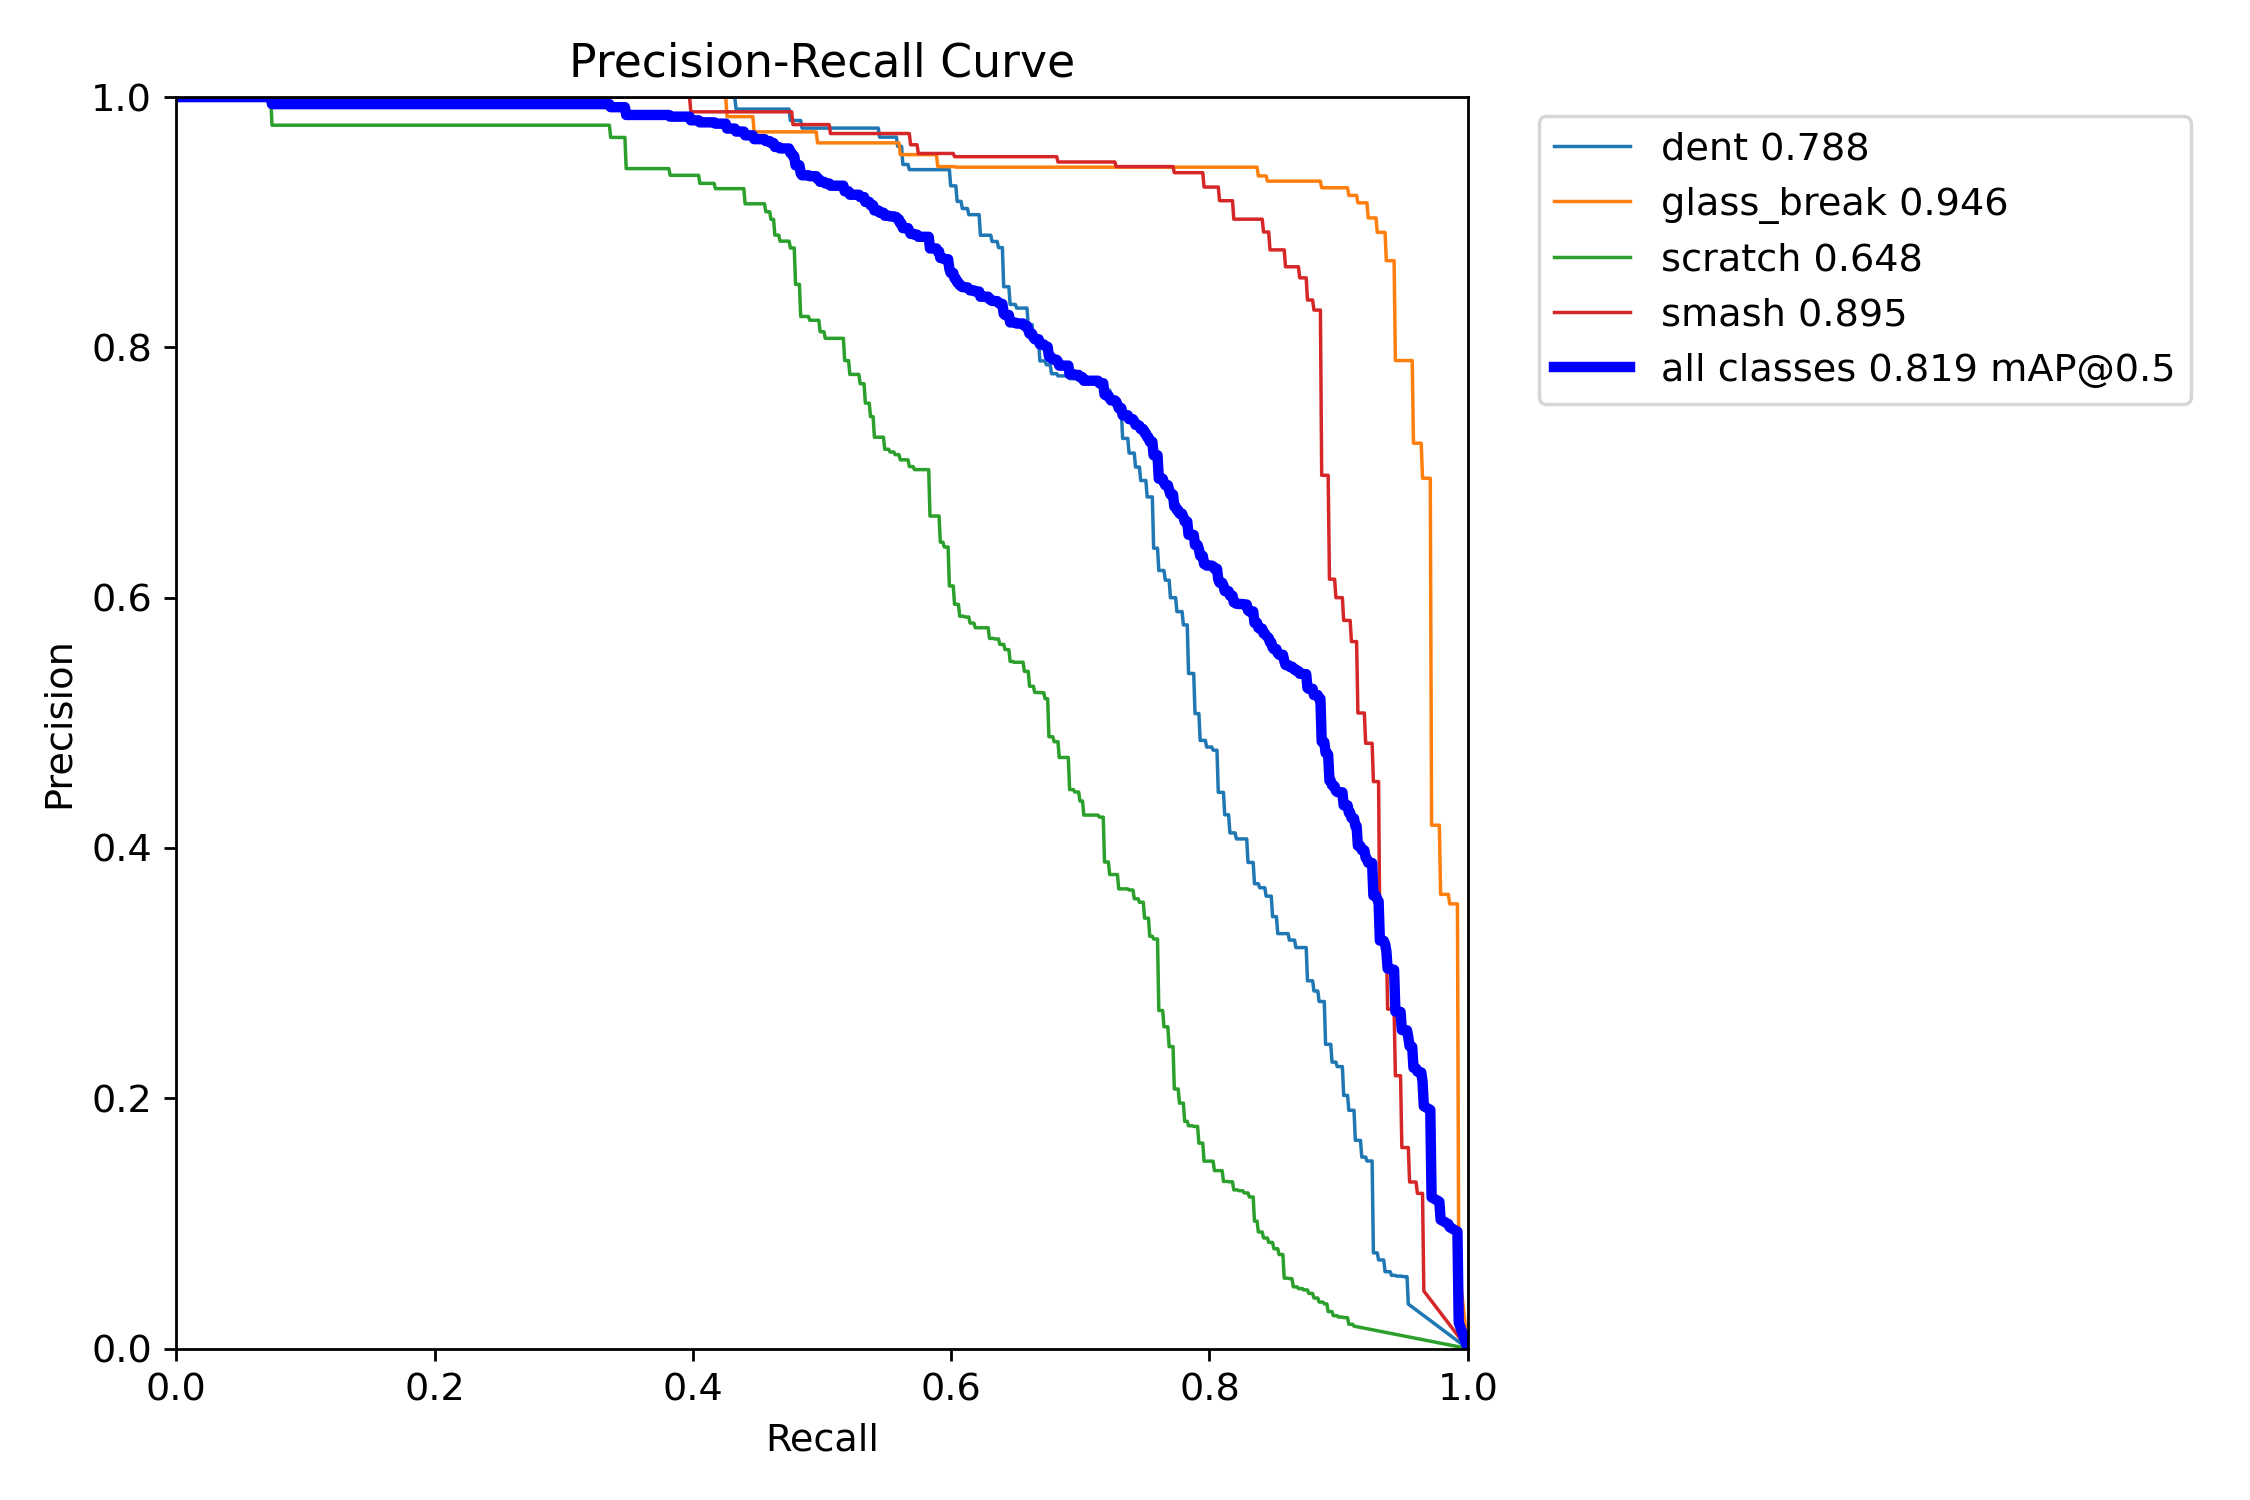 Precision-Recall Curve
1.0
0.8
0.6
0.4
0.2
0.0
Precision
0.0 0.2 0.4 0.6 0.8 1.0
Recall
dent 0.788
glass_break 0.946
scratch 0.648
smash 0.895
all classes 0.819 mAP@0.5